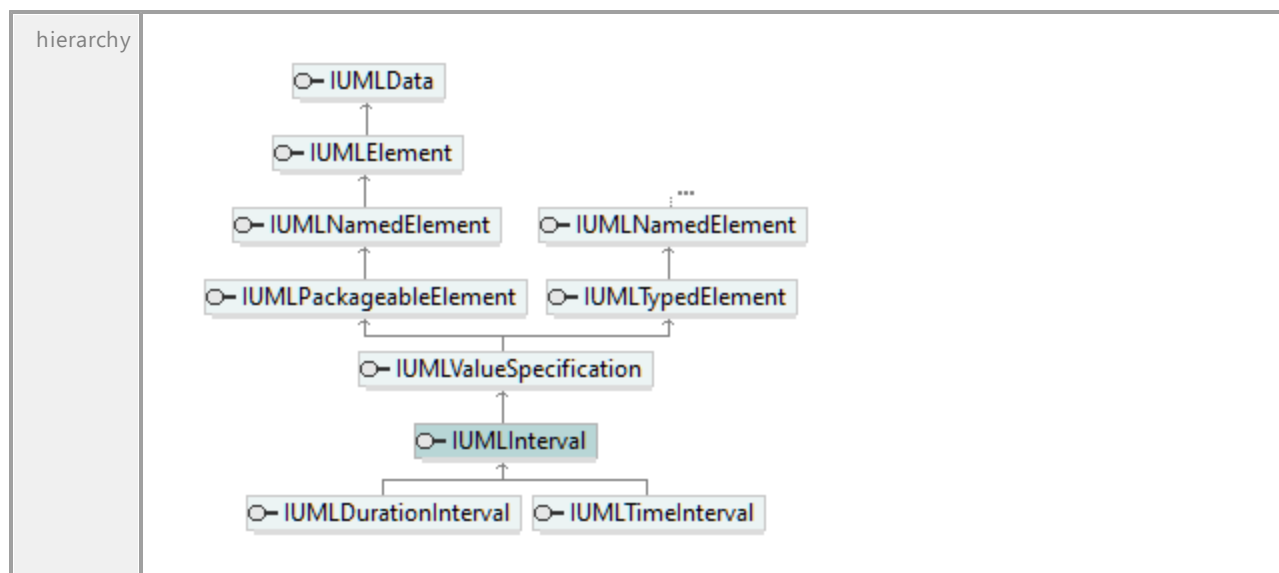 hierarchy
IUMLData
IUMLElement
...
IUMLNamedElement IUMLNamedElement
IUMLPackageableElement IUMLTypedElement
IUMLValueSpecification
IUMLInterval
IUMLDurationInterval IUMLTimeInterval